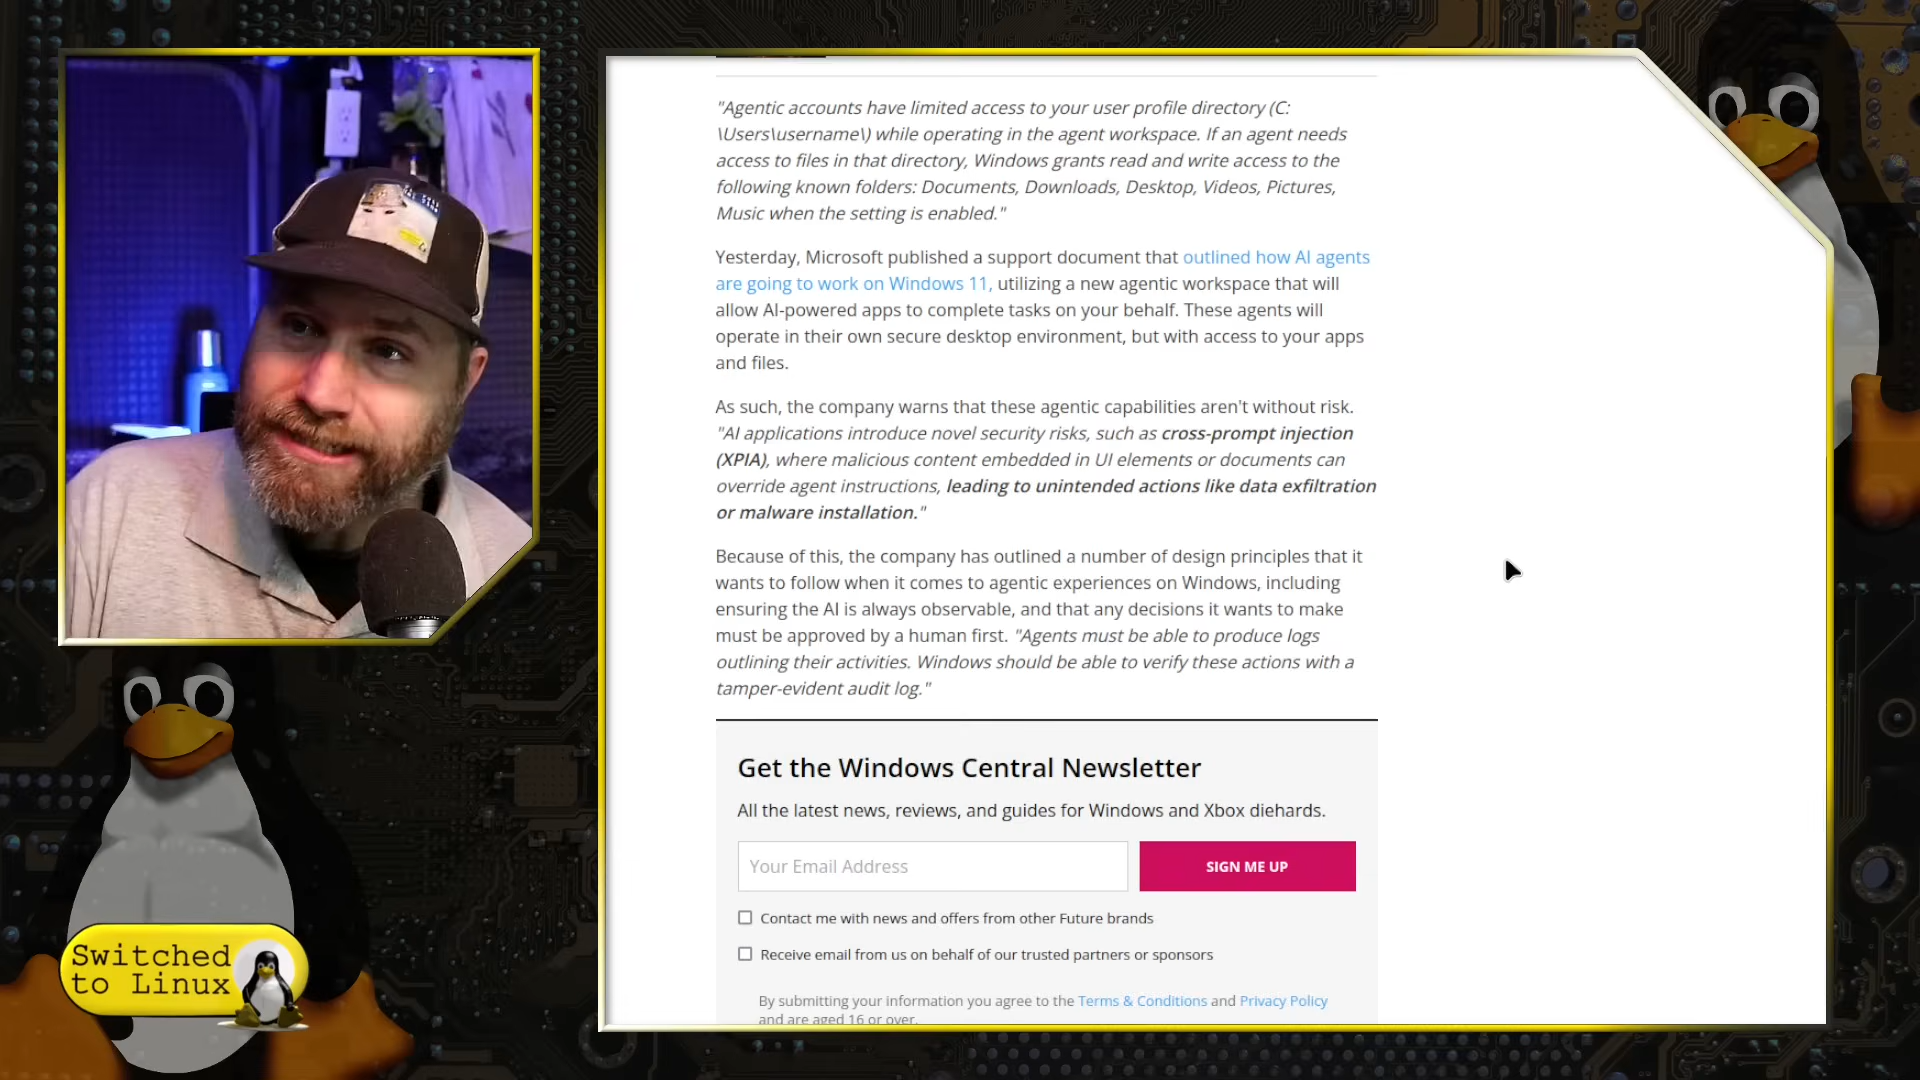 "Agentic accounts have limited access to your user profile directory (C:
\Users\username\) while operating in the agent workspace. If an agent needs
access to files in that directory, Windows grants read and write access to the
following known folders: Documents, Downloads, Desktop, Videos, Pictures,
Music when the setting is enabled."
Yesterday, Microsoft published a support document that outlined how AI agents
are going to work on Windows 11, utilizing a new agentic workspace that will
allow AI-powered apps to complete tasks on your behalf. These agents will
operate in their own secure desktop environment, but with access to your apps
and files.
As such, the company warns that these agentic capabilities aren't without risk.
"AI applications introduce novel security risks, such as cross-prompt injection
(XPIA), where malicious content embedded in UI elements or documents can
override agent instructions, leading to unintended actions like data exfiltration
or malware installation."
Because of this, the company has outlined a number of design principles that it
wants to follow when it comes to agentic experiences on Windows, including
ensuring the AI is always observable, and that any decisions it wants to make
must be approved by a human first. "Agents must be able to produce logs
outlining their activities. Windows should be able to verify these actions with a
tamper-evident audit log."
Get the Windows Central Newsletter
All the latest news, reviews, and guides for Windows and Xbox diehards.
Your Email Address
SIGN ME UP
Contact me with news and offers from other Future brands
Receive email from us on behalf of our trusted partners or sponsors
By submitting your information you agree to the Terms & Conditions and Privacy Policy
and are aged 16 or over.
Switched
to Linux